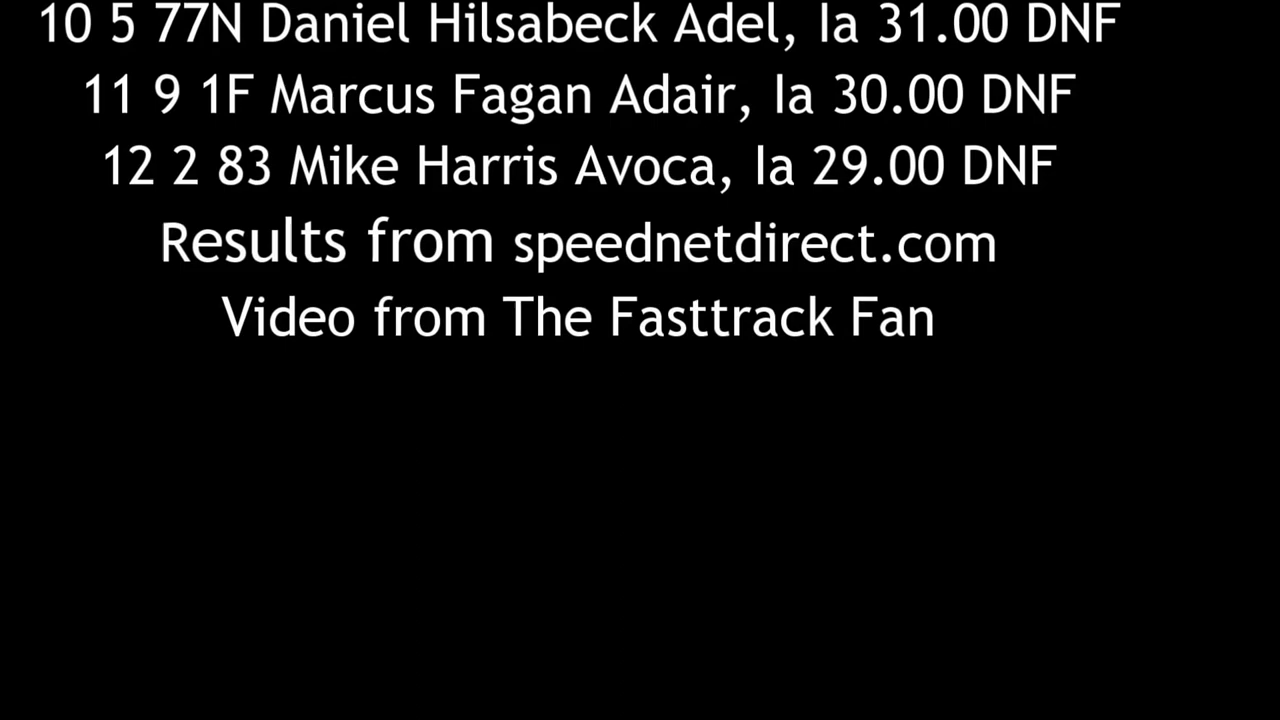 10 5 77N Daniel Hilsabeck Adel, Ia 31.00 DNF
11 9 1F Marcus Fagan Adair, Ia 30.00 DNF
12 2 83 Mike Harris Avoca, Ia 29.00 DNF
Results from speednetdirect.com
Video from The Fasttrack Fan